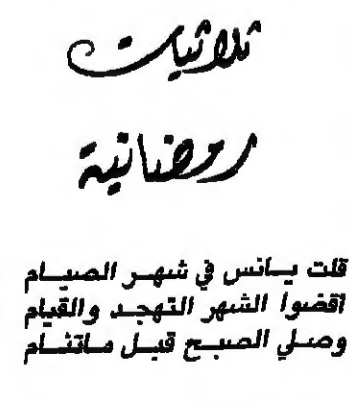 ثلاثيات
رمضانية
قلت يانس في شهر الصيام
اقضوا الشهر التهجد والقيام
وصلي الصبح قبل ماتنام